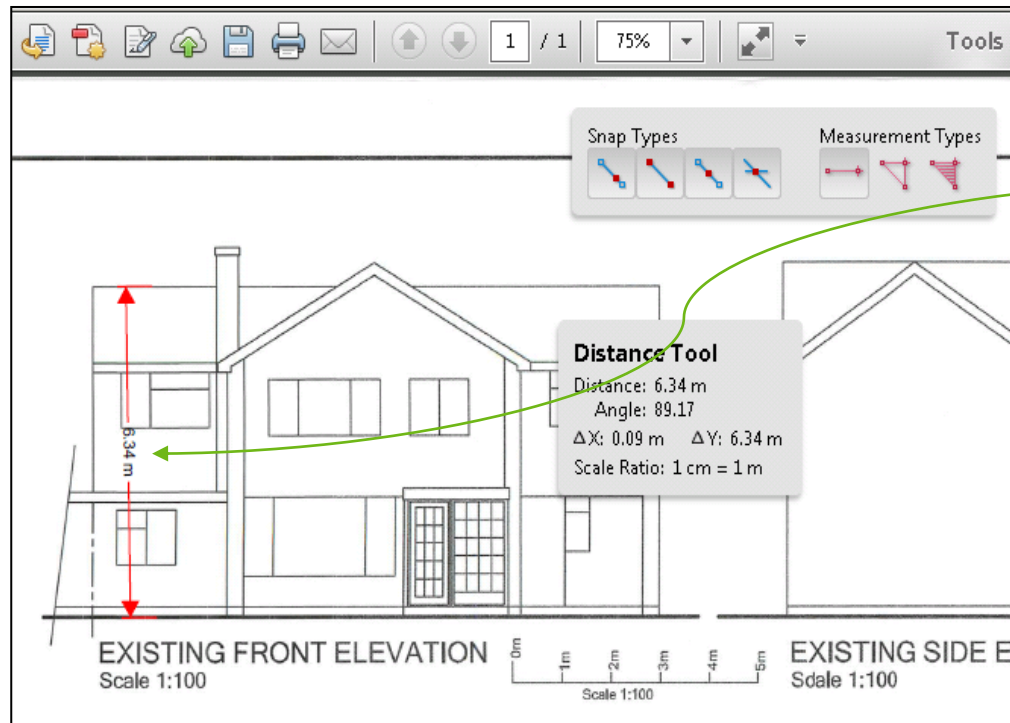 1 / 1
75%
Tools
Snap Types
Measurement Types
Distance Tool
Distance: 6.34 m
Angle: 89.17
ΔX: 0.09 m ΔY: 6.34 m
Scale Ratio: 1 cm = 1 m
6.34 m
EXISTING FRONT ELEVATION
Scale 1:100
0m
1m
2m
3m
4m
5m
Scale 1:100
EXISTING SIDE E
Sdale 1:100